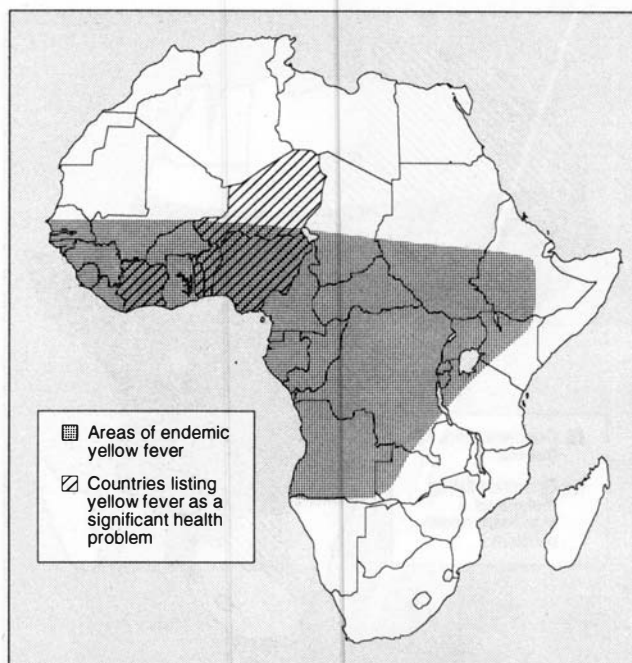 Areas of endemic
yellow fever
Countries listing
yellow fever as a
significant health
problem